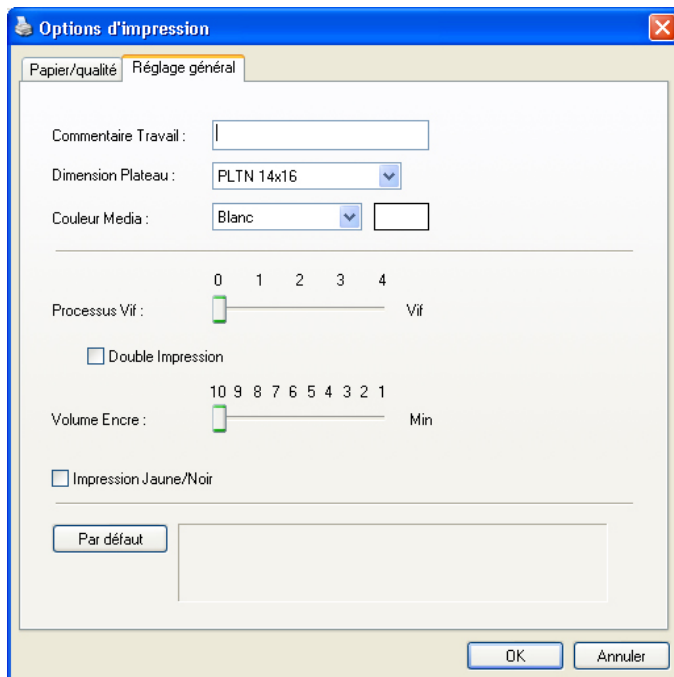 Options d'impression
Papier/qualité Réglage général
Commentaire Travail :
Dimension Plateau : PLTN 14x16
Couleur Media : Blanc
0 1 2 3 4
Processus Vif : Vif
Double Impression
10 9 8 7 6 5 4 3 2 1
Volume Encre : Min
Impression Jaune/Noir
Par défaut
OK Annuler